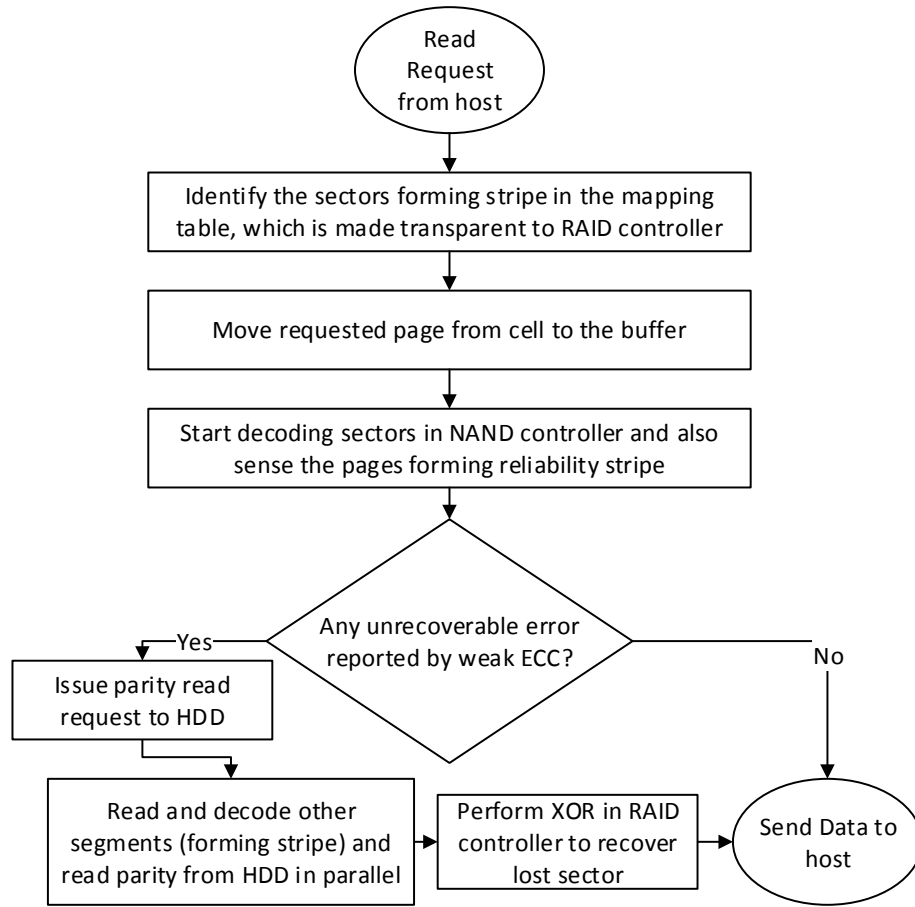 Read
Request
from host
Identify the sectors forming stripe in the mapping
table, which is made transparent to RAID controller
Move requested page from cell to the buffer
Start decoding sectors in NAND controller and also
sense the pages forming reliability stripe
Any unrecoverable error
reported by weak ECC?
Yes
No
Issue parity read
request to HDD
Read and decode other
segments (forming stripe) and
read parity from HDD in parallel
Perform XOR in RAID
controller to recover
lost sector
Send Data to
host